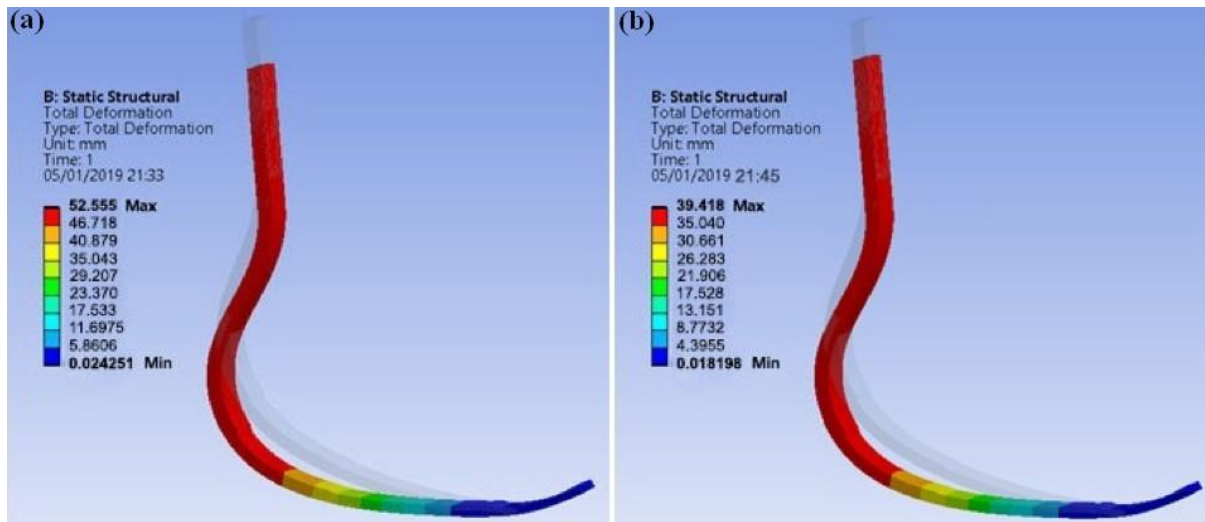 (a)
B: Static Structural
Total Deformation
Type: Total Deformation
Unit: mm
Time: 1
05/01/2019 21:33
52.555 Max
46.718
40.879
35.043
29.207
23.370
17.533
11.6975
5.8606
0.024251 Min
(b)
B: Static Structural
Total Deformation
Type: Total Deformation
Unit: mm
Time: 1
05/01/2019 21:45
39.418 Max
35.040
30.661
26.283
21.906
17.528
13.151
8.7732
4.3955
0.018198 Min